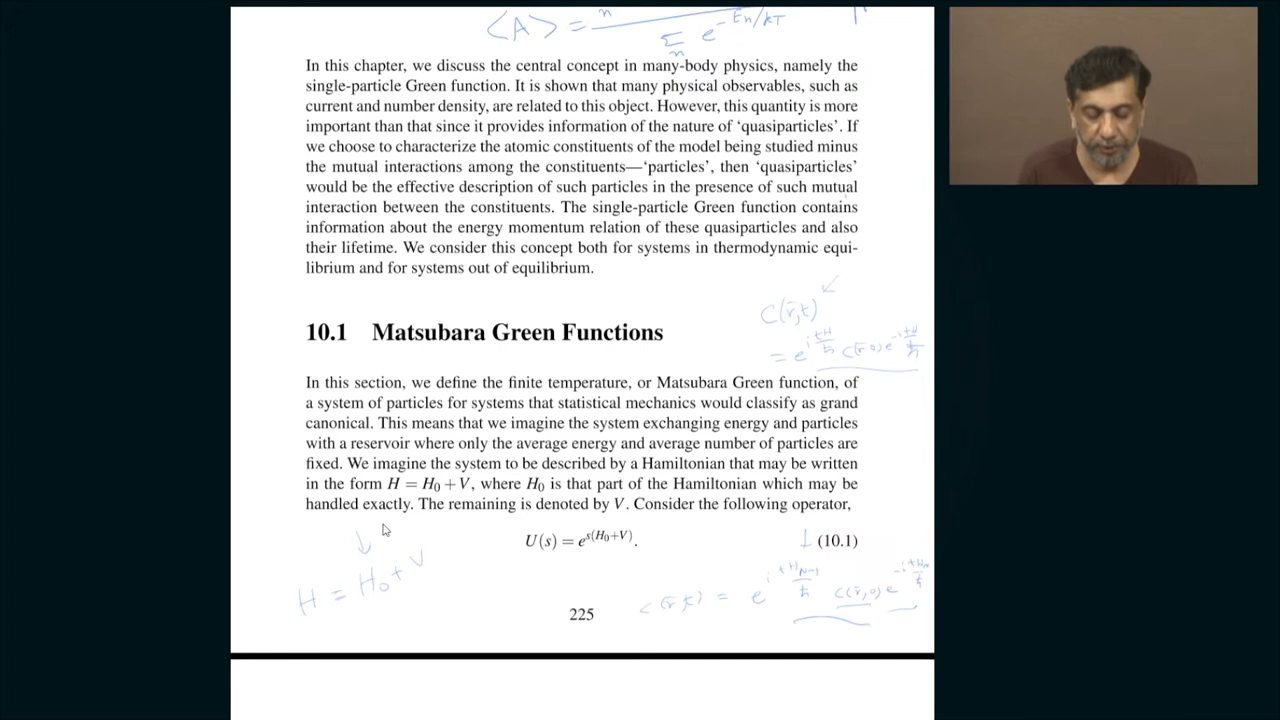 ⟨A⟩ = n
Σ n e^{-En/kT}
In this chapter, we discuss the central concept in many-body physics, namely the
single-particle Green function. It is shown that many physical observables, such as
current and number density, are related to this object. However, this quantity is more
important than that since it provides information of the nature of ‘quasiparticles’. If
we choose to characterize the atomic constituents of the model being studied minus
the mutual interactions among the constituents—‘particles’, then ‘quasiparticles’
would be the effective description of such particles in the presence of such mutual
interaction between the constituents. The single-particle Green function contains
information about the energy momentum relation of these quasiparticles and also
their lifetime. We consider this concept both for systems in thermodynamic equi-
librium and for systems out of equilibrium.
C(r̄,t)
10.1 Matsubara Green Functions
= e^{i tH/ħ} C(r̄ 0) e^{-i tH/ħ}
In this section, we define the finite temperature, or Matsubara Green function, of
a system of particles for systems that statistical mechanics would classify as grand
canonical. This means that we imagine the system exchanging energy and particles
with a reservoir where only the average energy and average number of particles are
fixed. We imagine the system to be described by a Hamiltonian that may be written
in the form H = H₀ + V, where H₀ is that part of the Hamiltonian which may be
handled exactly. The remaining is denoted by V. Consider the following operator,
U(s) = e^{s(H₀+V)}. (10.1)
H = H₀ + V
C(r̄,t) = e^{i tH_{N-1}/ħ} C(r̄,0) e^{-i tH_N/ħ}
225